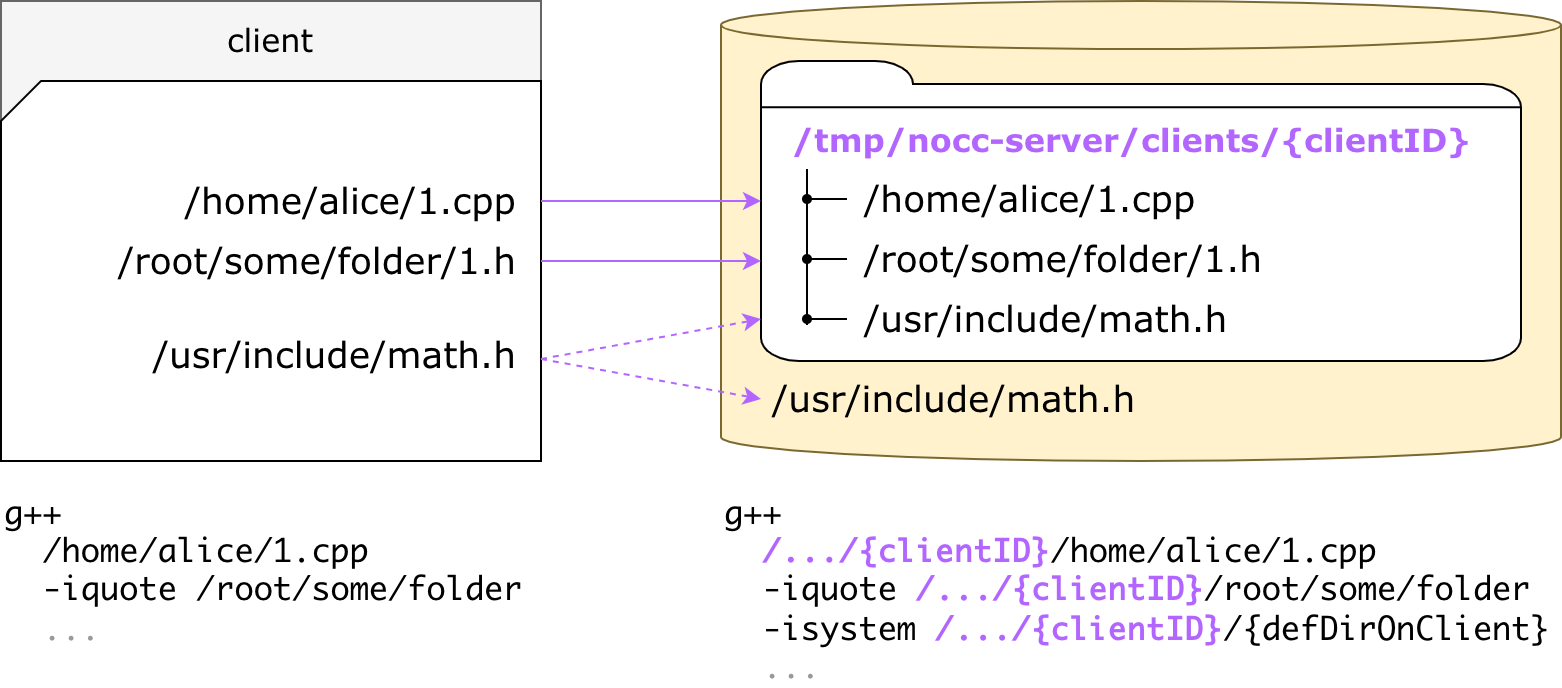 client
/home/alice/1.cpp
/root/some/folder/1.h
/usr/include/math.h
/tmp/nocc-server/clients/{clientID}
/home/alice/1.cpp
/root/some/folder/1.h
/usr/include/math.h
/usr/include/math.h
g++
/home/alice/1.cpp
-iquote /root/some/folder
...
g++
/.../{clientID}/home/alice/1.cpp
-iquote /.../{clientID}/root/some/folder
-isystem /.../{clientID}/{defDirOnClient}
...